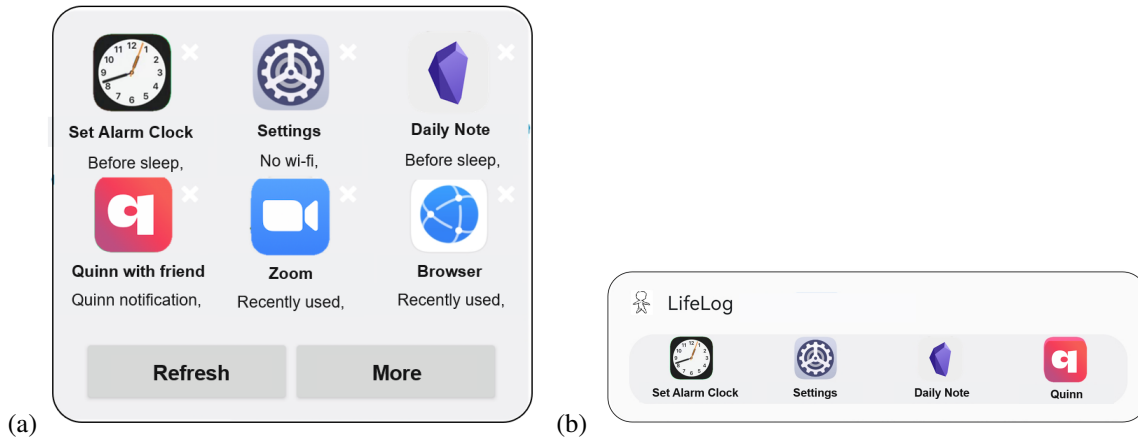 Set Alarm Clock
Settings
Daily Note
Before sleep,
No wi-fi,
Before sleep,
Quinn with friend
Zoom
Browser
Quinn notification,
Recently used,
Recently used,
Refresh
More
(a)
LifeLog
Set Alarm Clock
Settings
Daily Note
Quinn
(b)